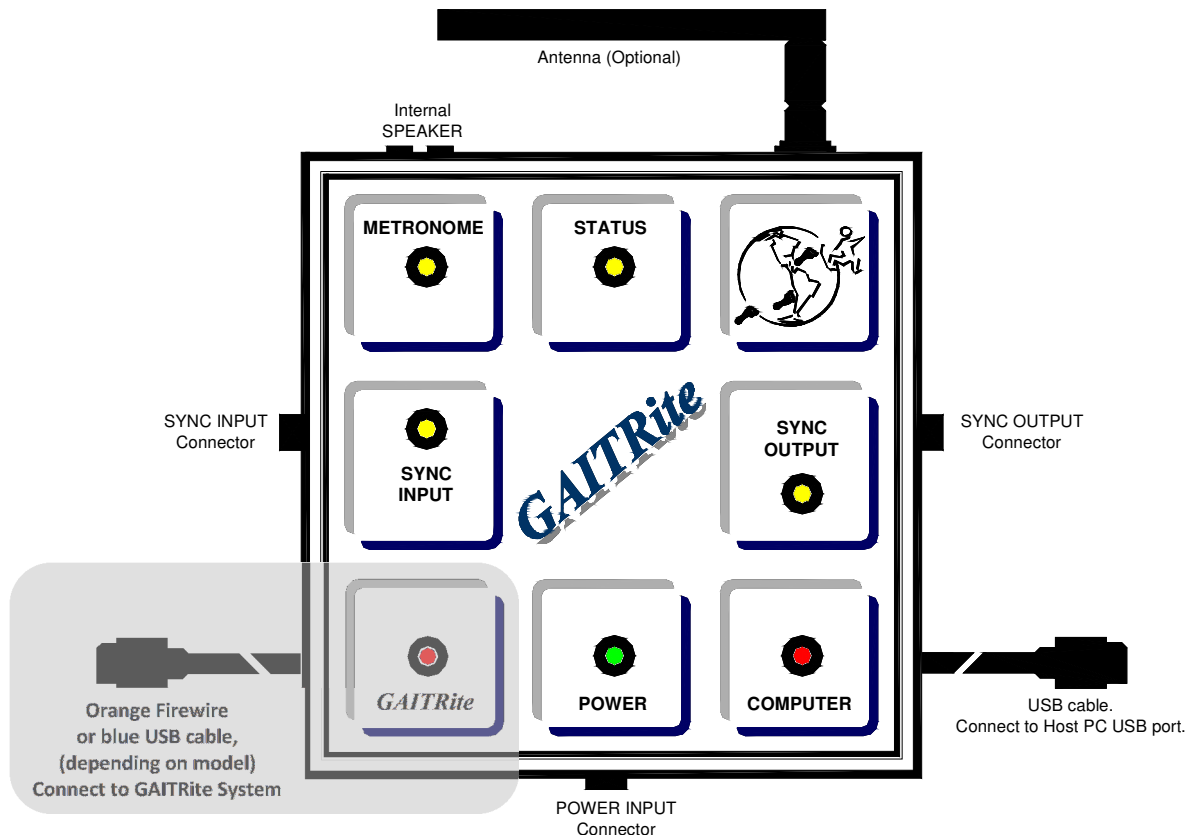 Antenna (Optional)
Internal
SPEAKER
METRONOME
STATUS
SYNC INPUT
Connector
SYNC
INPUT
GAITRite
SYNC
OUTPUT
SYNC OUTPUT
Connector
GAITRite
POWER
COMPUTER
Orange Firewire
or blue USB cable,
(depending on model)
Connect to GAITRite System
USB cable.
Connect to Host PC USB port.
POWER INPUT
Connector